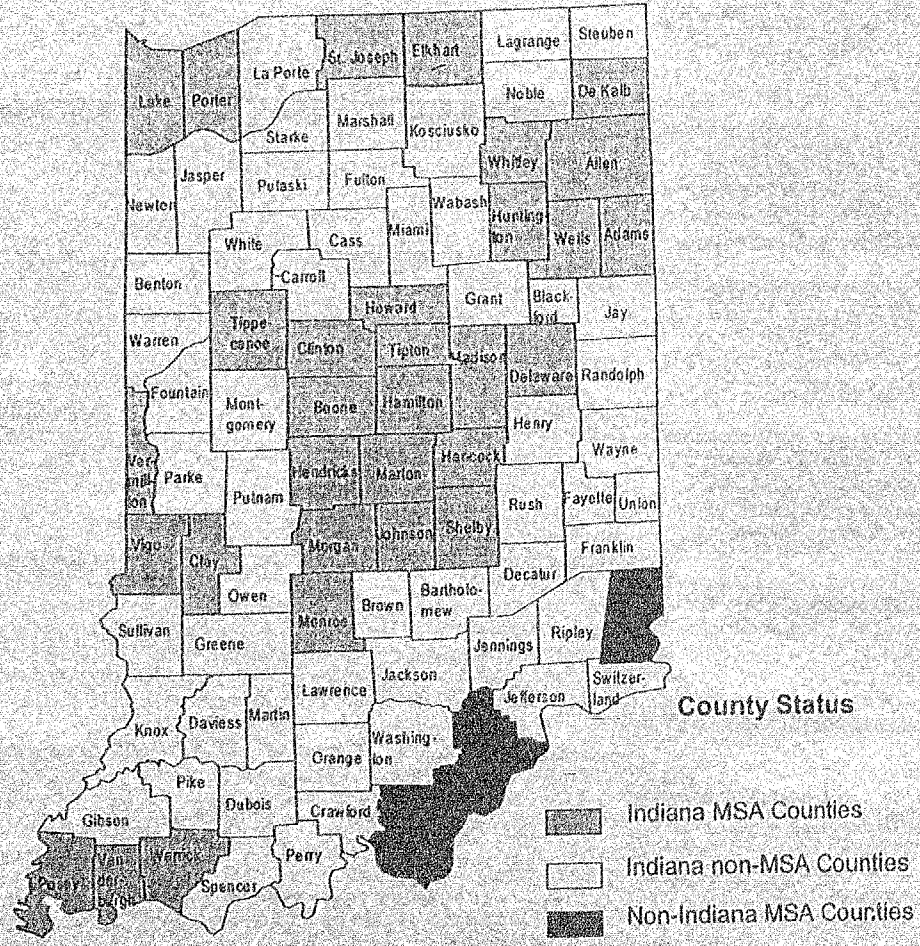 Lagrange
Steuben
St. Joseph
Elkhart
La Porte
Lake
Porter
Noble
De Kalb
Marshall
Kosciusko
Starke
Whitley
Allen
Jasper
Pulaski
Fulton
Newton
Wabash
Hunting-
ton
Miami
White
Cass
Wells
Adams
Carroll
Benton
Grant
Black-
ford
Howard
Jay
Tippe-
canoe
Warren
Clinton
Tipton
Madison
Delaware
Randolph
Fountain
Mont-
gomery
Boone
Hamilton
Henry
Wayne
Ver-
mill-
ion
Parke
Hendricks
Marion
Hancock
Putnam
Rush
Fayette
Union
Vigo
Clay
Morgan
Johnson
Shelby
Franklin
Owen
Decatur
Monroe
Brown
Bartholo-
mew
Sullivan
Greene
Jennings
Ripley
Lawrence
Jackson
Jefferson
Switzer-
land
Knox
Daviess
Martin
County Status
Orange
Washing-
ton
Pike
Dubois
Gibson
Crawford
Posey
Van
der-
burgh
Warrick
Spencer
Perry
Indiana MSA Counties
Indiana non-MSA Counties
Non-Indiana MSA Counties